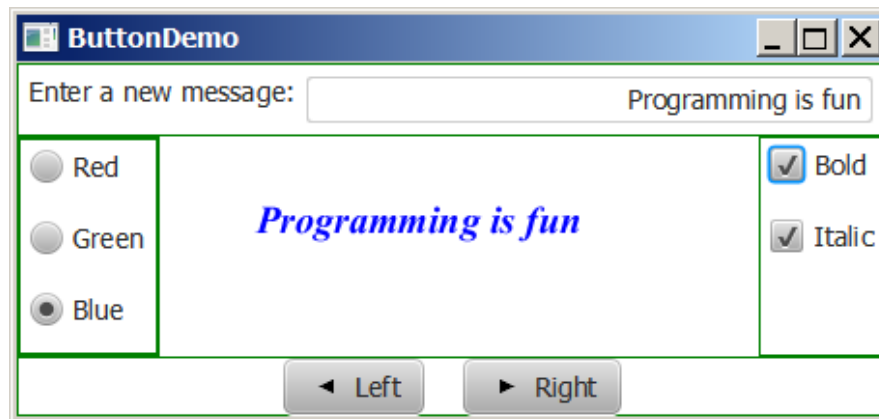 ButtonDemo
Enter a new message: Programming is fun
Red
Green
Blue
Programming is fun
Bold
Italic
Left
Right